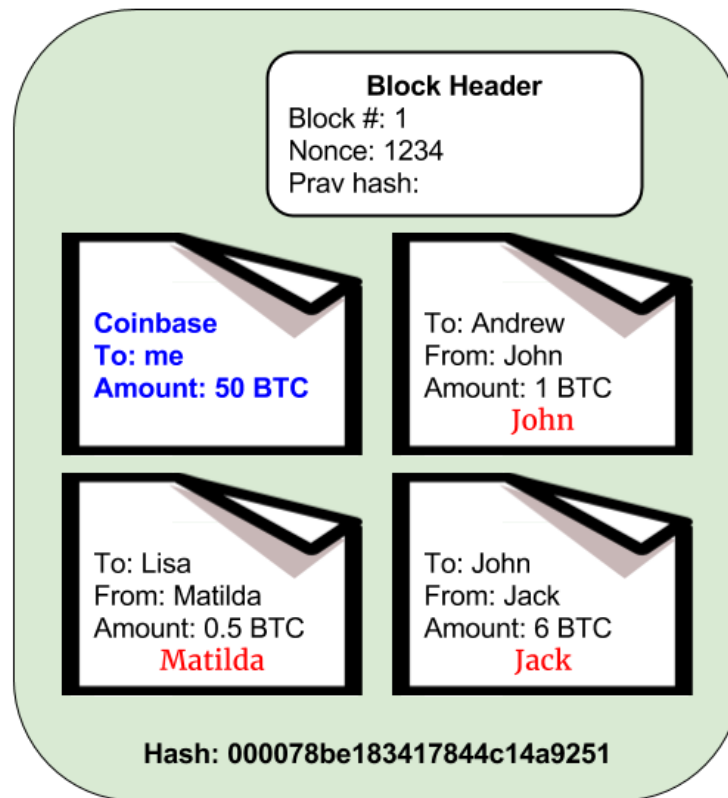 Block Header
Block #: 1
Nonce: 1234
Prav hash:
Coinbase
To: me
Amount: 50 BTC
To: Andrew
From: John
Amount: 1 BTC
John
To: Lisa
From: Matilda
Amount: 0.5 BTC
Matilda
To: John
From: Jack
Amount: 6 BTC
Jack
Hash: 000078be183417844c14a9251